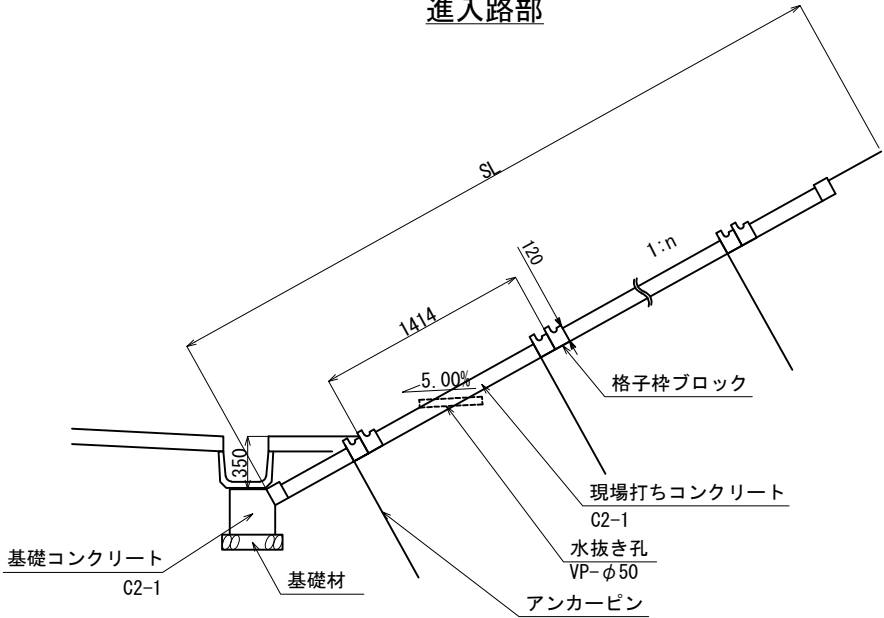 進入路部
SL
1:n
120
1414
5.00%
格子枠ブロック
350
現場打ちコンクリート
C2-1
水抜き孔
VP-φ50
基礎コンクリート
C2-1
基礎材
アンカーピン